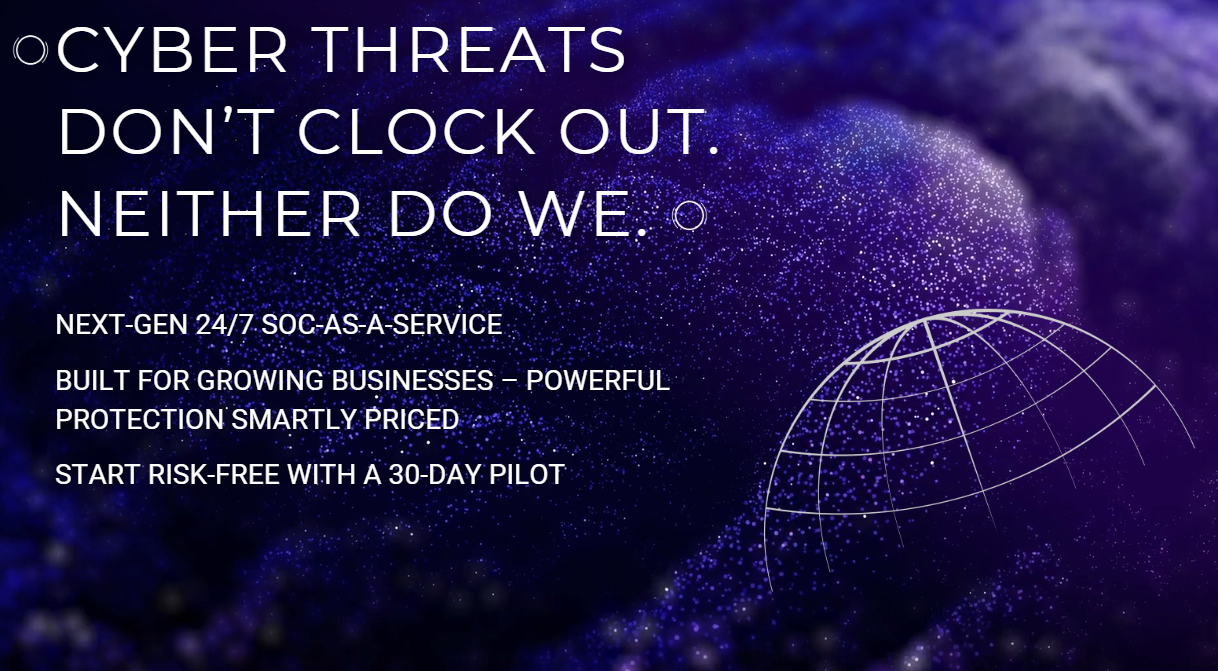 CYBER THREATS
DON’T CLOCK OUT.
NEITHER DO WE.
NEXT-GEN 24/7 SOC-AS-A-SERVICE
BUILT FOR GROWING BUSINESSES – POWERFUL
PROTECTION SMARTLY PRICED
START RISK-FREE WITH A 30-DAY PILOT